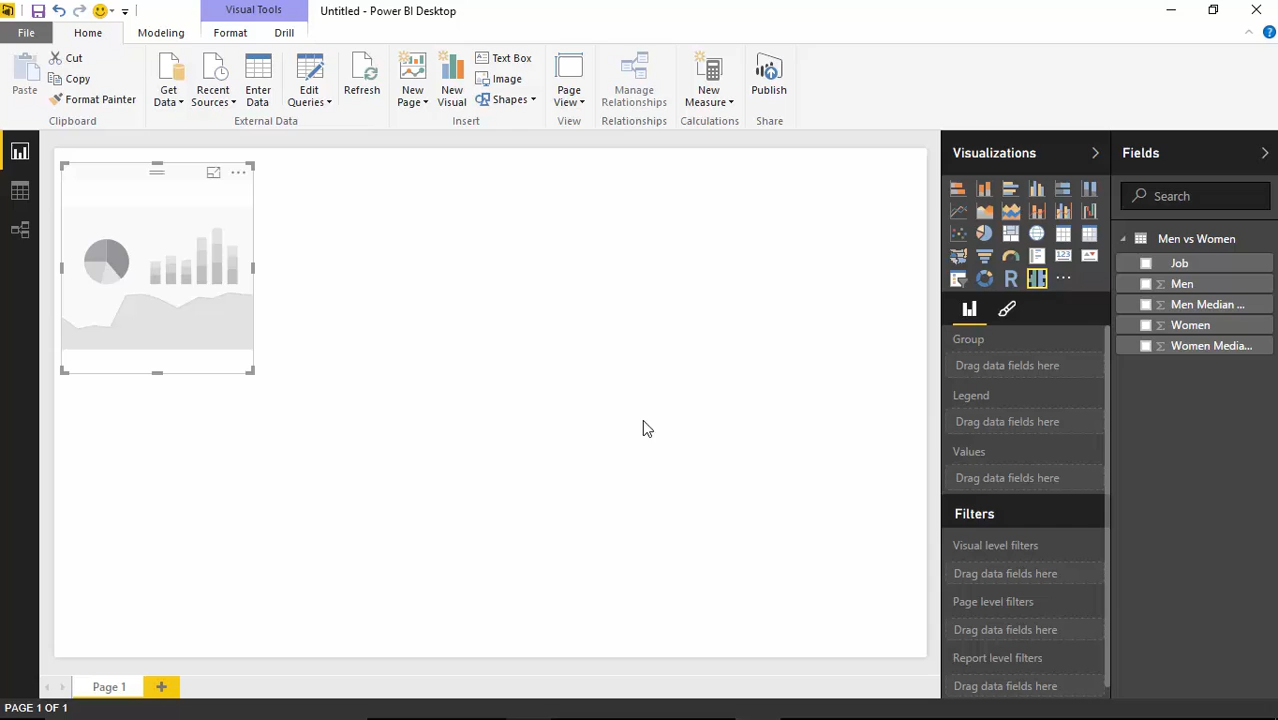 Visual Tools
Untitled - Power BI Desktop
File
Home
Modeling
Format
Drill
Paste
Cut
Copy
Format Painter
Clipboard
Get Data
Recent Sources
Enter Data
Edit Queries
External Data
Refresh
New Page
New Visual
Text Box
Image
Shapes
Insert
Page View
View
Manage Relationships
Relationships
New Measure
Calculations
Publish
Share
Visualizations
R
123
Group
Drag data fields here
Legend
Drag data fields here
Values
Drag data fields here
Filters
Visual level filters
Drag data fields here
Page level filters
Drag data fields here
Report level filters
Drag data fields here
Fields
Search
Men vs Women
Job
Σ Men
Σ Men Median ...
Σ Women
Σ Women Media...
Page 1
PAGE 1 OF 1